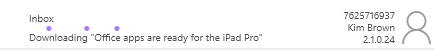 Inbox
Downloading "Office apps are ready for the iPad Pro"
7625716937
Kim Brown
2.1.0.24